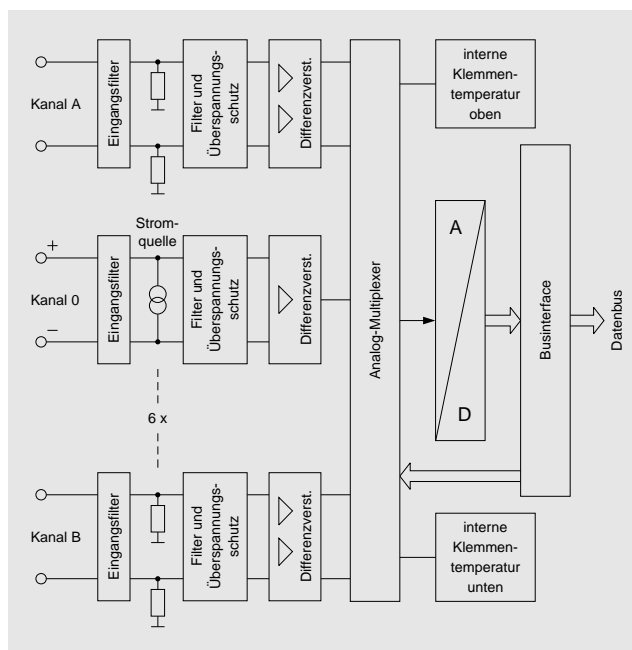 Kanal A
Eingangsfilter
Filter und
Überspannungs-
schutz
Differenzverst.
interne
Klemmen-
temperatur
oben
Strom-
quelle
+
Kanal 0
−
Eingangsfilter
Filter und
Überspannungs-
schutz
Differenzverst.
Analog-Multiplexer
A
D
Businterface
Datenbus
6 x
Kanal B
Eingangsfilter
Filter und
Überspannungs-
schutz
Differenzverst.
interne
Klemmen-
temperatur
unten